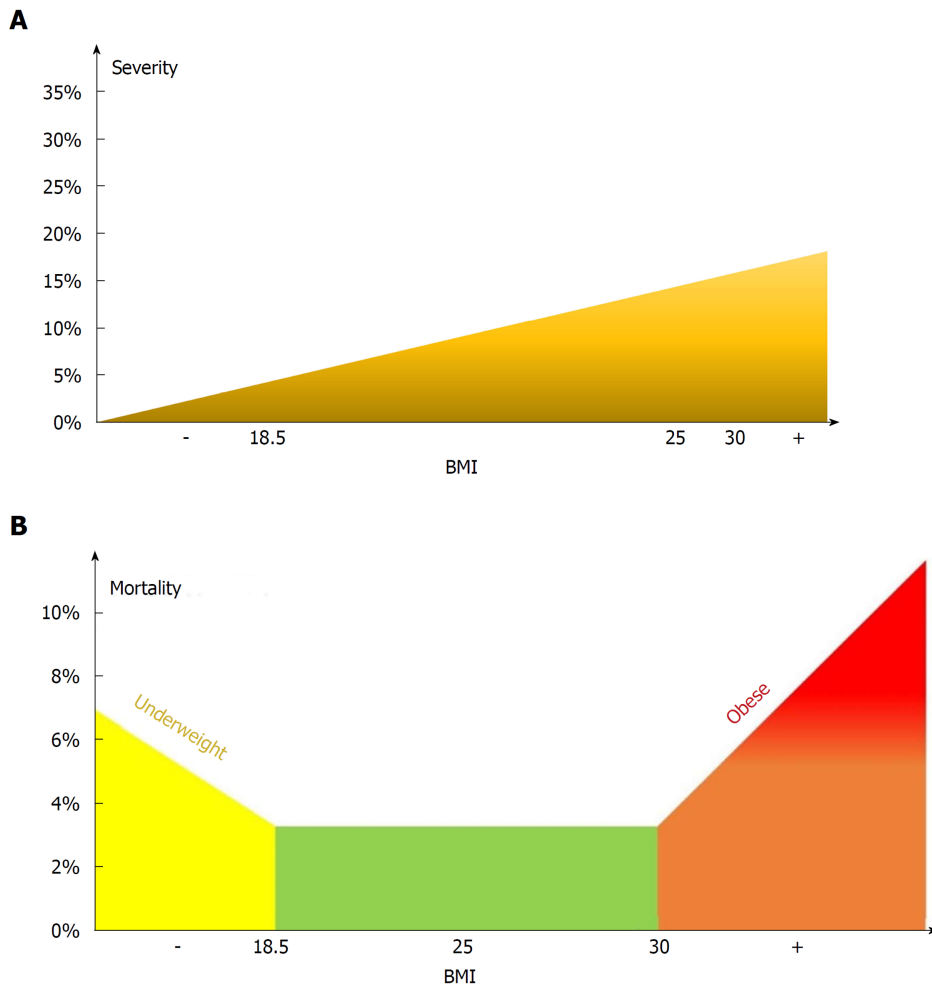 A
Severity
35%
30%
25%
20%
15%
10%
5%
0%
- 18.5 25 30 +
BMI
B
Mortality
10%
8%
6%
4%
2%
0%
Underweight
Obese
- 18.5 25 30 +
BMI